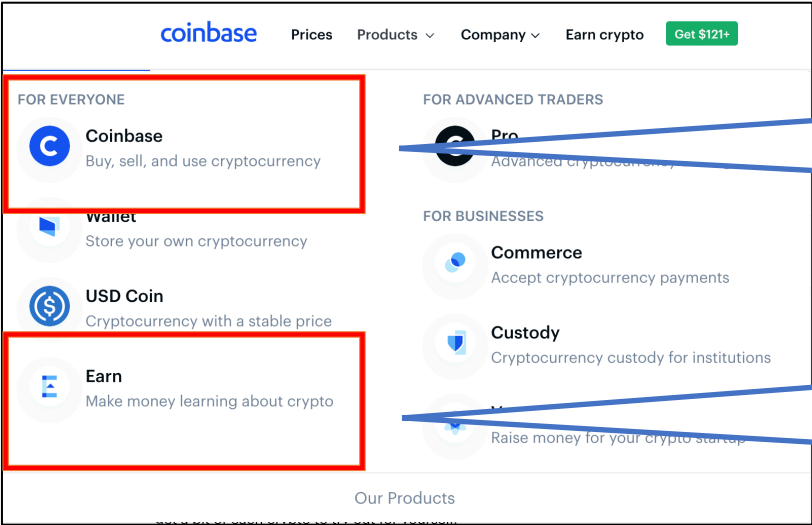 coinbase Prices Products Company Earn crypto Get $121+
FOR EVERYONE
Coinbase
Buy, sell, and use cryptocurrency
Wallet
Store your own cryptocurrency
USD Coin
Cryptocurrency with a stable price
Earn
Make money learning about crypto
FOR ADVANCED TRADERS
Pro
Advanced cryptocurrency
FOR BUSINESSES
Commerce
Accept cryptocurrency payments
Custody
Cryptocurrency custody for institutions
Raise money for your crypto startup
Our Products